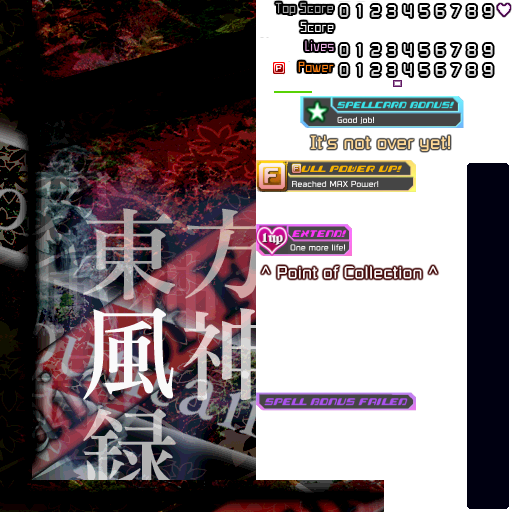 Top Score 0123456789
Score
Lives 0123456789
P Power 0123456789
SPELLCARD BONUS!
Good job!
It's not over yet!
F FULL POWER UP!
Reached MAX Power!
1up EXTEND!
One more life!
^ Point of Collection ^
SPELL BONUS FAILED
東方
風神
録